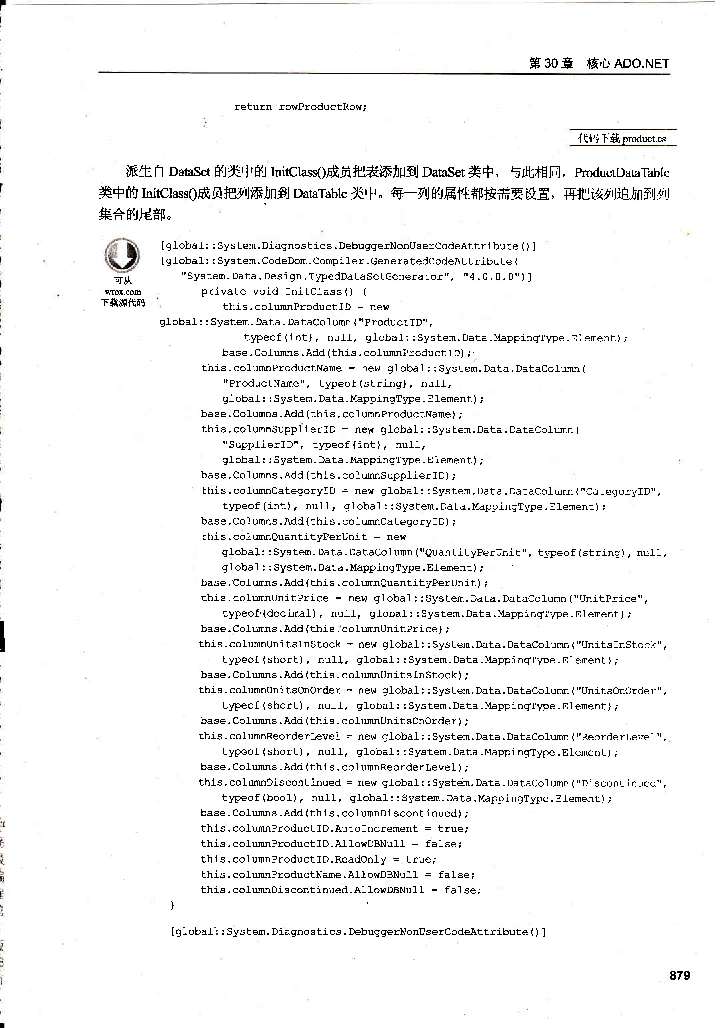 第 30 章 核心 ADO.NET
return rowProductRow;
}
代码下载 product.cs
派生自 DataSet 的类中的 InitClass()成员把表添加到 DataSet 类中，与此相同，ProductDataTable
类中的 InitClass()成员把列添加到 DataTable 类中。每一列的属性都按需要设置，再把该列追加到列
集合的尾部。
可从
wrox.com
下载源代码
[global::System.Diagnostics.DebuggerNonUserCodeAttribute()]
[global::System.CodeDom.Compiler.GeneratedCodeAttribute(
"System.Data.Design.TypedDataSetGenerator", "4.0.0.0")]
private void InitClass() {
this.columnProductID = new
global::System.Data.DataColumn("ProductID",
typeof(int), null, global::System.Data.MappingType.Element);
base.Columns.Add(this.columnProductID);
this.columnProductName = new global::System.Data.DataColumn(
"ProductName", typeof(string), null,
global::System.Data.MappingType.Element);
base.Columns.Add(this.columnProductName);
this.columnSupplierID = new global::System.Data.DataColumn(
"SupplierID", typeof(int), null,
global::System.Data.MappingType.Element);
base.Columns.Add(this.columnSupplierID);
this.columnCategoryID = new global::System.Data.DataColumn("CategoryID",
typeof(int), null, global::System.Data.MappingType.Element);
base.Columns.Add(this.columnCategoryID);
this.columnQuantityPerUnit = new
global::System.Data.DataColumn("QuantityPerUnit", typeof(string), null,
global::System.Data.MappingType.Element);
base.Columns.Add(this.columnQuantityPerUnit);
this.columnUnitPrice = new global::System.Data.DataColumn("UnitPrice",
typeof(decimal), null, global::System.Data.MappingType.Element);
base.Columns.Add(this.columnUnitPrice);
this.columnUnitsInStock = new global::System.Data.DataColumn("UnitsInStock",
typeof(short), null, global::System.Data.MappingType.Element);
base.Columns.Add(this.columnUnitsInStock);
this.columnUnitsOnOrder = new global::System.Data.DataColumn("UnitsOnOrder",
typeof(short), null, global::System.Data.MappingType.Element);
base.Columns.Add(this.columnUnitsOnOrder);
this.columnReorderLevel = new global::System.Data.DataColumn("ReorderLevel",
typeof(short), null, global::System.Data.MappingType.Element);
base.Columns.Add(this.columnReorderLevel);
this.columnDiscontinued = new global::System.Data.DataColumn("Discontinued",
typeof(bool), null, global::System.Data.MappingType.Element);
base.Columns.Add(this.columnDiscontinued);
this.columnProductID.AutoIncrement = true;
this.columnProductID.AllowDBNull = false;
this.columnProductID.ReadOnly = true;
this.columnProductName.AllowDBNull = false;
this.columnDiscontinued.AllowDBNull = false;
}
[global::System.Diagnostics.DebuggerNonUserCodeAttribute()]
879